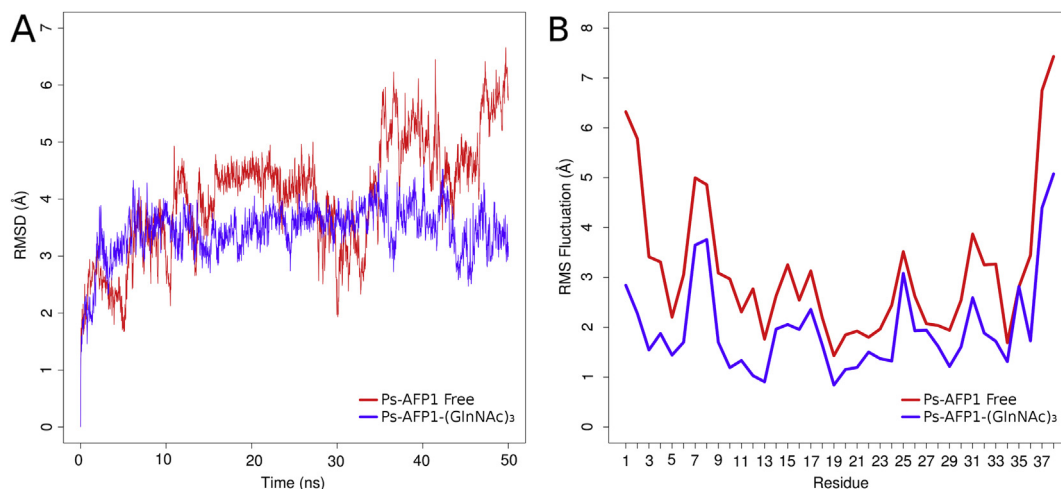 A
RMSD (Å)
7
6
5
4
3
2
1
0
0 10 20 30 40 50
Time (ns)
Ps-AFP1 Free
Ps-AFP1-(GlnNAc)₃
B
RMS Fluctuation (Å)
8
7
6
5
4
3
2
1
0
1 3 5 7 9 11 13 15 17 19 21 23 25 27 29 31 33 35 37
Residue
Ps-AFP1 Free
Ps-AFP1-(GlnNAc)₃